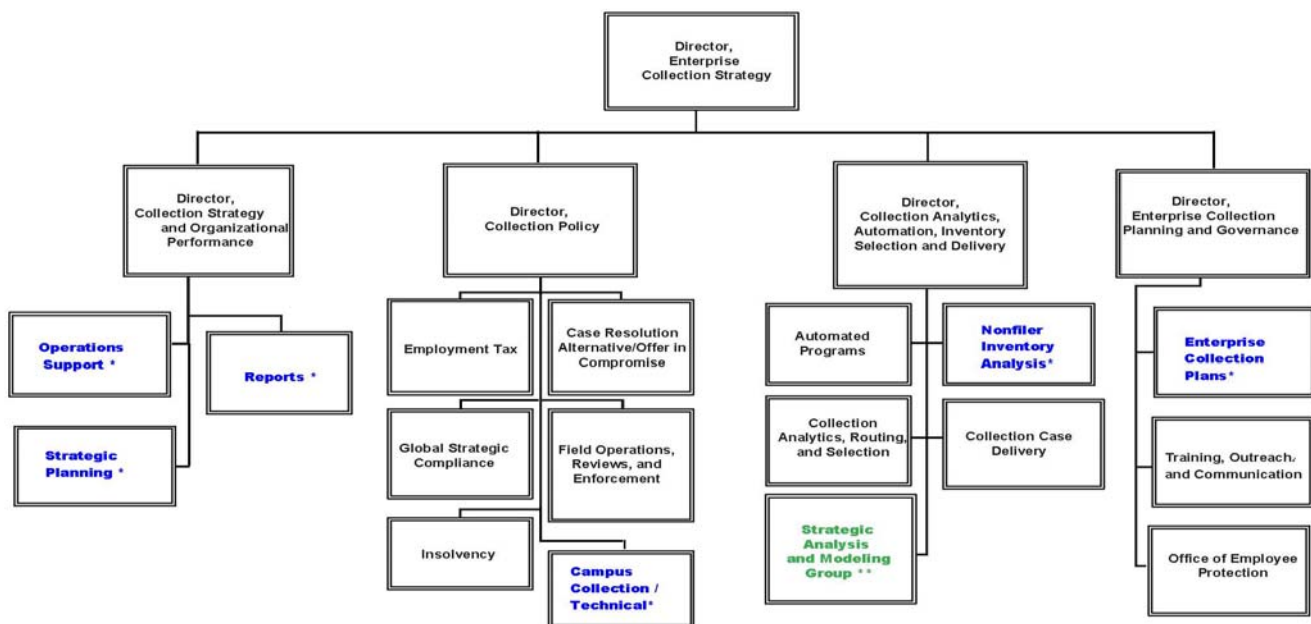 Director,
Enterprise
Collection Strategy
Director,
Collection Strategy
and Organizational
Performance
Director,
Collection Policy
Director,
Collection Analytics,
Automation, Inventory
Selection and Delivery
Director,
Enterprise Collection
Planning and Governance
Operations
Support *
Reports *
Strategic
Planning *
Employment Tax
Case Resolution
Alternative/Offer in
Compromise
Global Strategic
Compliance
Field Operations,
Reviews, and
Enforcement
Insolvency
Campus
Collection /
Technical*
Automated
Programs
Nonfiler
Inventory
Analysis*
Collection
Analytics, Routing,
and Selection
Collection Case
Delivery
Strategic
Analysis
and Modeling
Group **
Enterprise
Collection
Plans*
Training, Outreach,
and Communication
Office of Employee
Protection